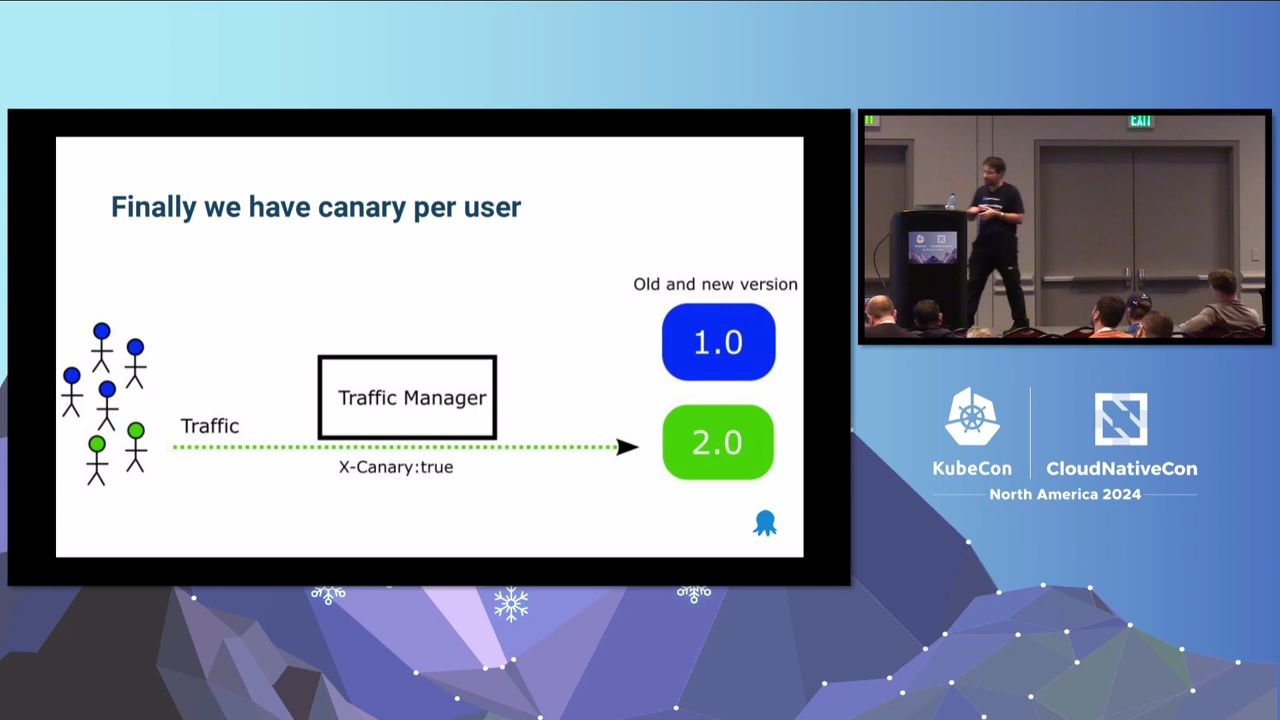 Finally we have canary per user
Old and new version
1.0
Traffic Manager
Traffic
2.0
X-Canary:true
EXIT
KubeCon
CloudNativeCon
North America 2024